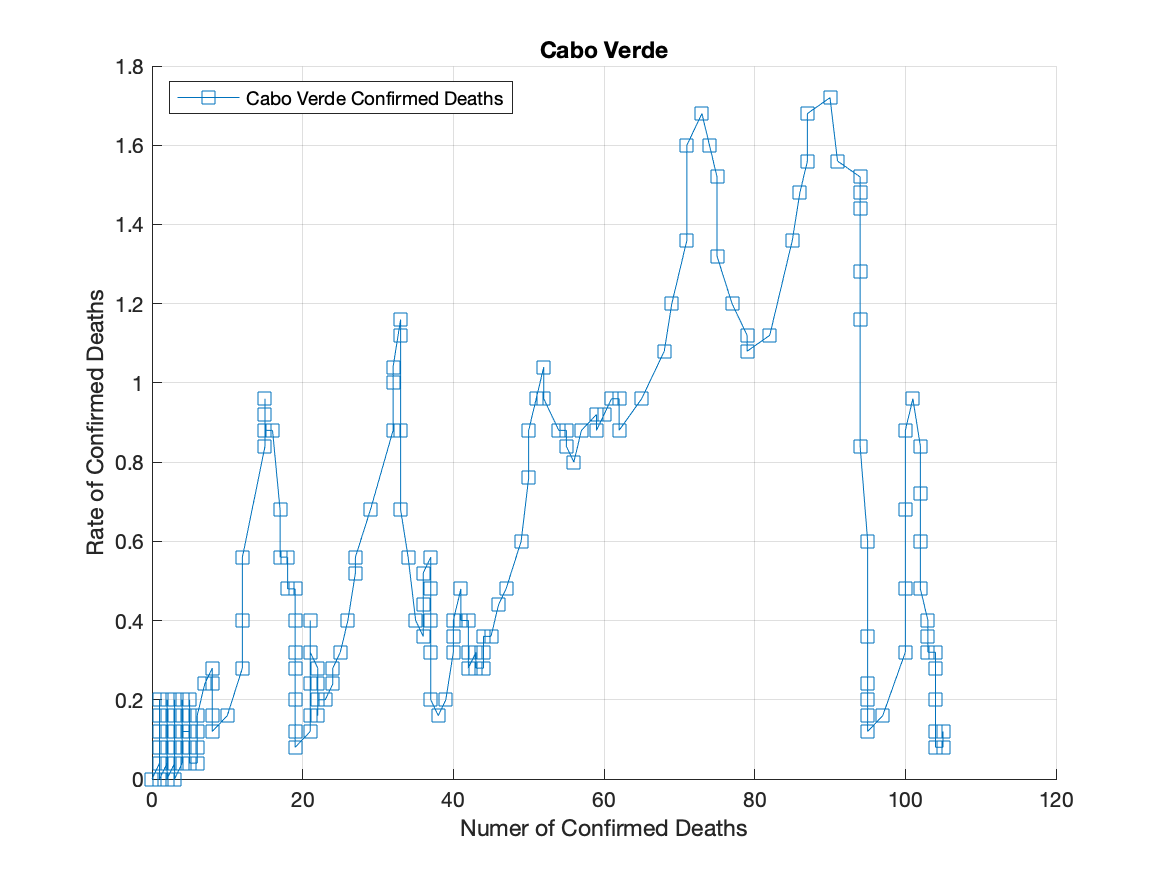 Cabo Verde
Cabo Verde Confirmed Deaths
1.8
1.6
1.4
1.2
1
0.8
0.6
0.4
0.2
0
Rate of Confirmed Deaths
0 20 40 60 80 100 120
Numer of Confirmed Deaths